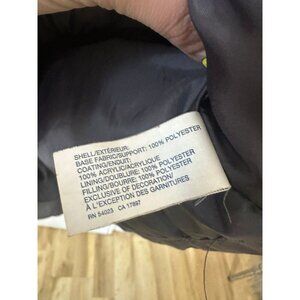 SHELL/EXTÉRIEUR:
BASE FABRIC/SUPPORT: 100% POLYESTER
COATING/ENDUIT:
100% ACRYLIC/ACRYLIQUE
LINING/DOUBLURE: 100% POLYESTER
FILLING/BOURRE: 100% POLYESTER
EXCLUSIVE OF DECORATION/
À L'EXCEPTION DES GARNITURES
RN 54023 CA 17897